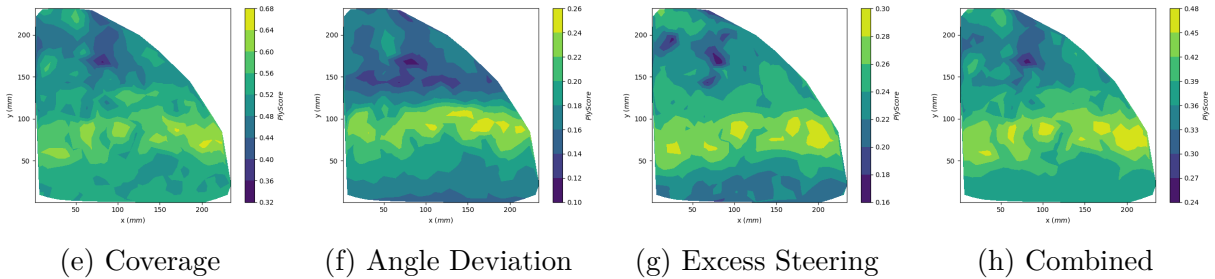 200
150
100
50
y (mm)
50 100 150 200
x (mm)
0.68
0.64
0.60
0.56
0.52
0.48
0.44
0.40
0.36
0.32
PlyScore
200
150
100
50
y (mm)
50 100 150 200
x (mm)
0.26
0.24
0.22
0.20
0.18
0.16
0.14
0.12
0.10
PlyScore
200
150
100
50
y (mm)
50 100 150 200
x (mm)
0.30
0.28
0.26
0.24
0.22
0.20
0.18
0.16
PlyScore
200
150
100
50
y (mm)
50 100 150 200
x (mm)
0.48
0.45
0.42
0.39
0.36
0.33
0.30
0.27
0.24
PlyScore
(e) Coverage
(f) Angle Deviation
(g) Excess Steering
(h) Combined